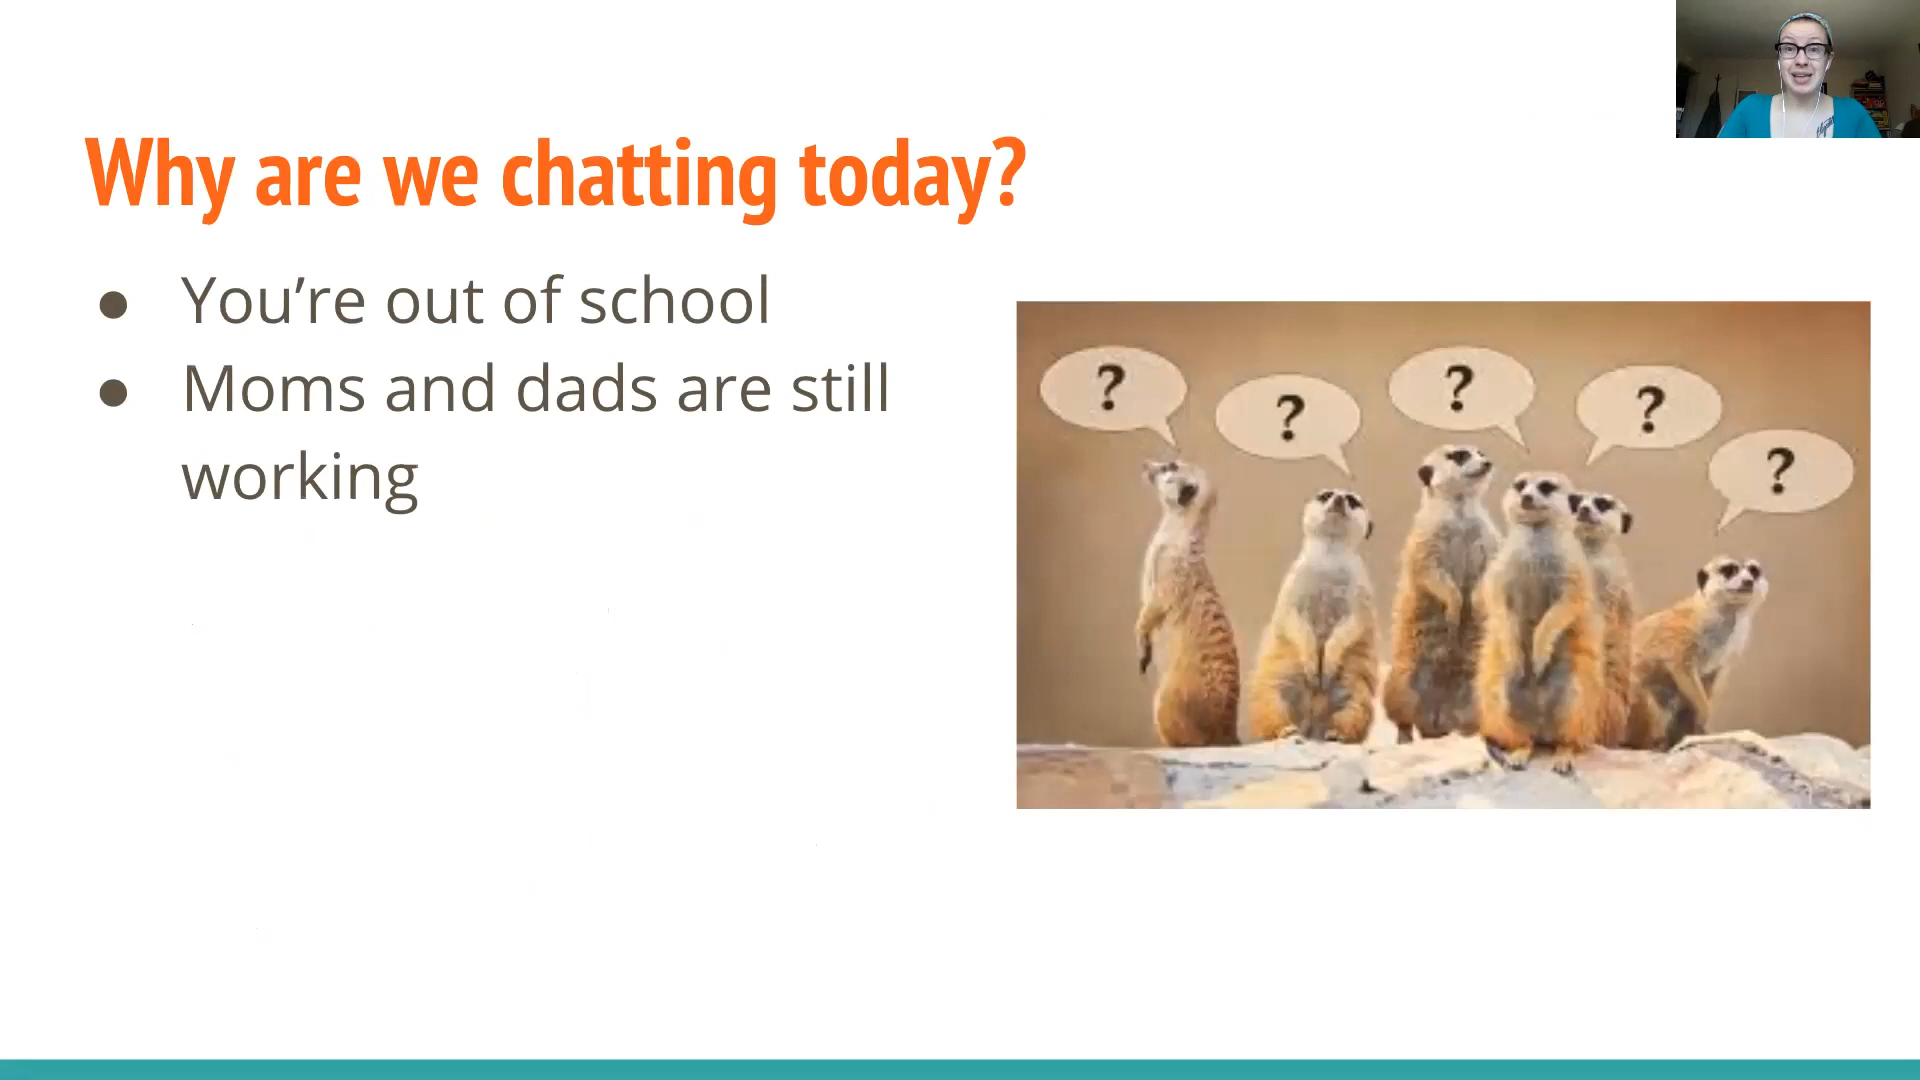 Why are we chatting today?
● You’re out of school
● Moms and dads are still
working
?
?
?
?
?